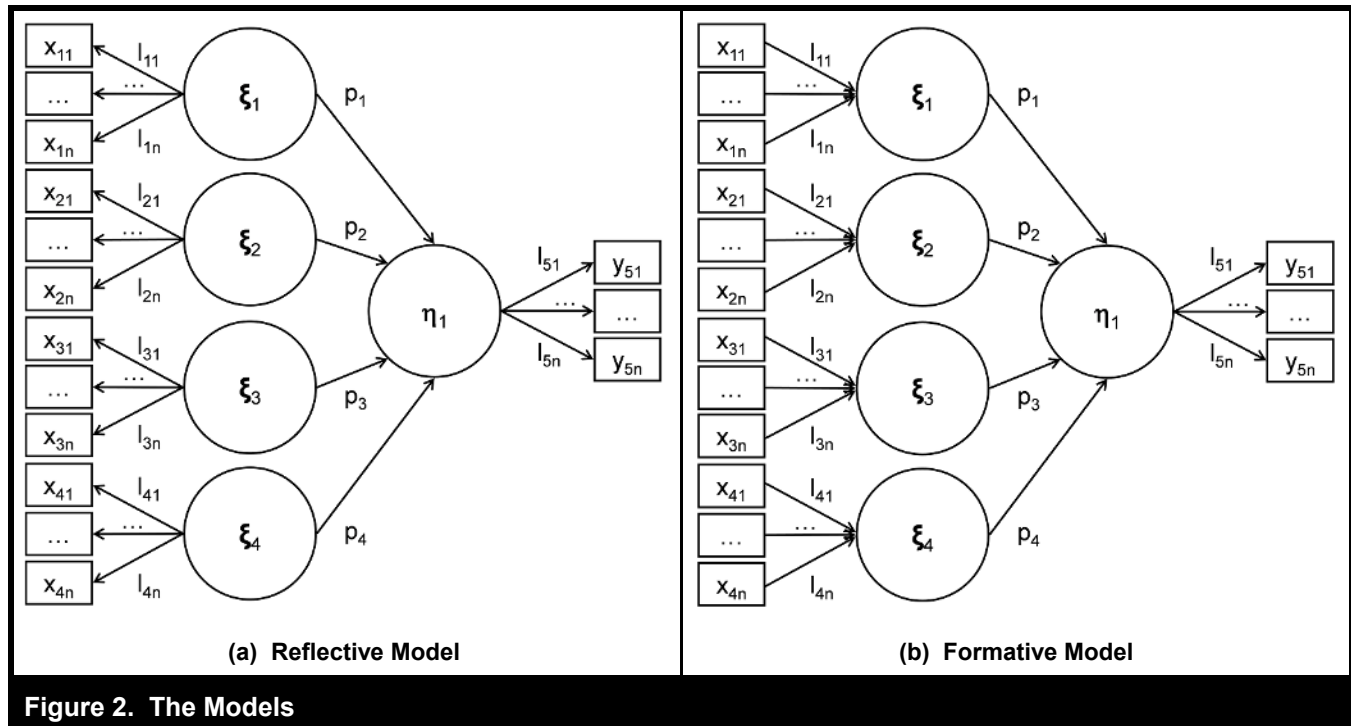 x₁₁ l₁₁
… … ξ₁ p₁
x₁ₙ l₁ₙ
x₂₁ l₂₁
… … ξ₂ p₂
x₂ₙ l₂ₙ
η₁
l₅₁ y₅₁
… …
l₅ₙ y₅ₙ
x₃₁ l₃₁
… … ξ₃ p₃
x₃ₙ l₃ₙ
x₄₁ l₄₁
… … ξ₄ p₄
x₄ₙ l₄ₙ
(a) Reflective Model
x₁₁ l₁₁
… … ξ₁ p₁
x₁ₙ l₁ₙ
x₂₁ l₂₁
… … ξ₂ p₂
x₂ₙ l₂ₙ
η₁
l₅₁ y₅₁
… …
l₅ₙ y₅ₙ
x₃₁ l₃₁
… … ξ₃ p₃
x₃ₙ l₃ₙ
x₄₁ l₄₁
… … ξ₄ p₄
x₄ₙ l₄ₙ
(b) Formative Model
Figure 2. The Models